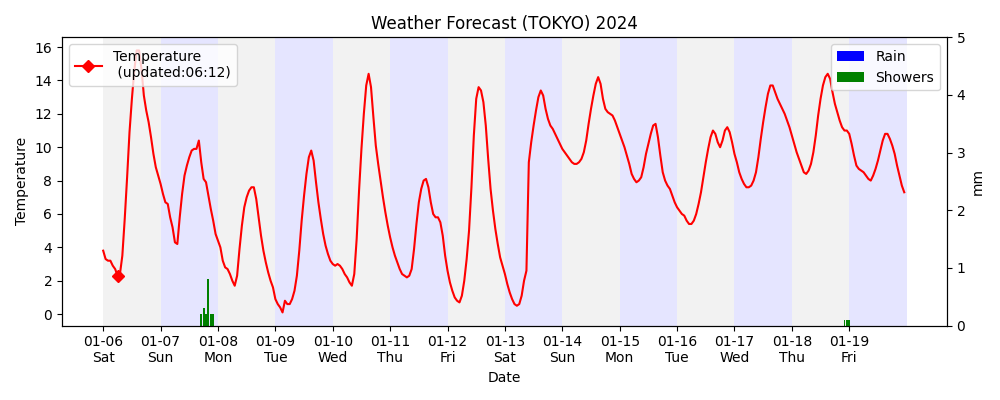 Weather Forecast (TOKYO) 2024
Temperature
(updated:06:12)
Rain
Showers
16
14
12
10
8
6
4
2
0
Temperature
5
4
3
2
1
0
mm
01-06 01-07 01-08 01-09 01-10 01-11 01-12 01-13 01-14 01-15 01-16 01-17 01-18 01-19
Sat Sun Mon Tue Wed Thu Fri Sat Sun Mon Tue Wed Thu Fri
Date